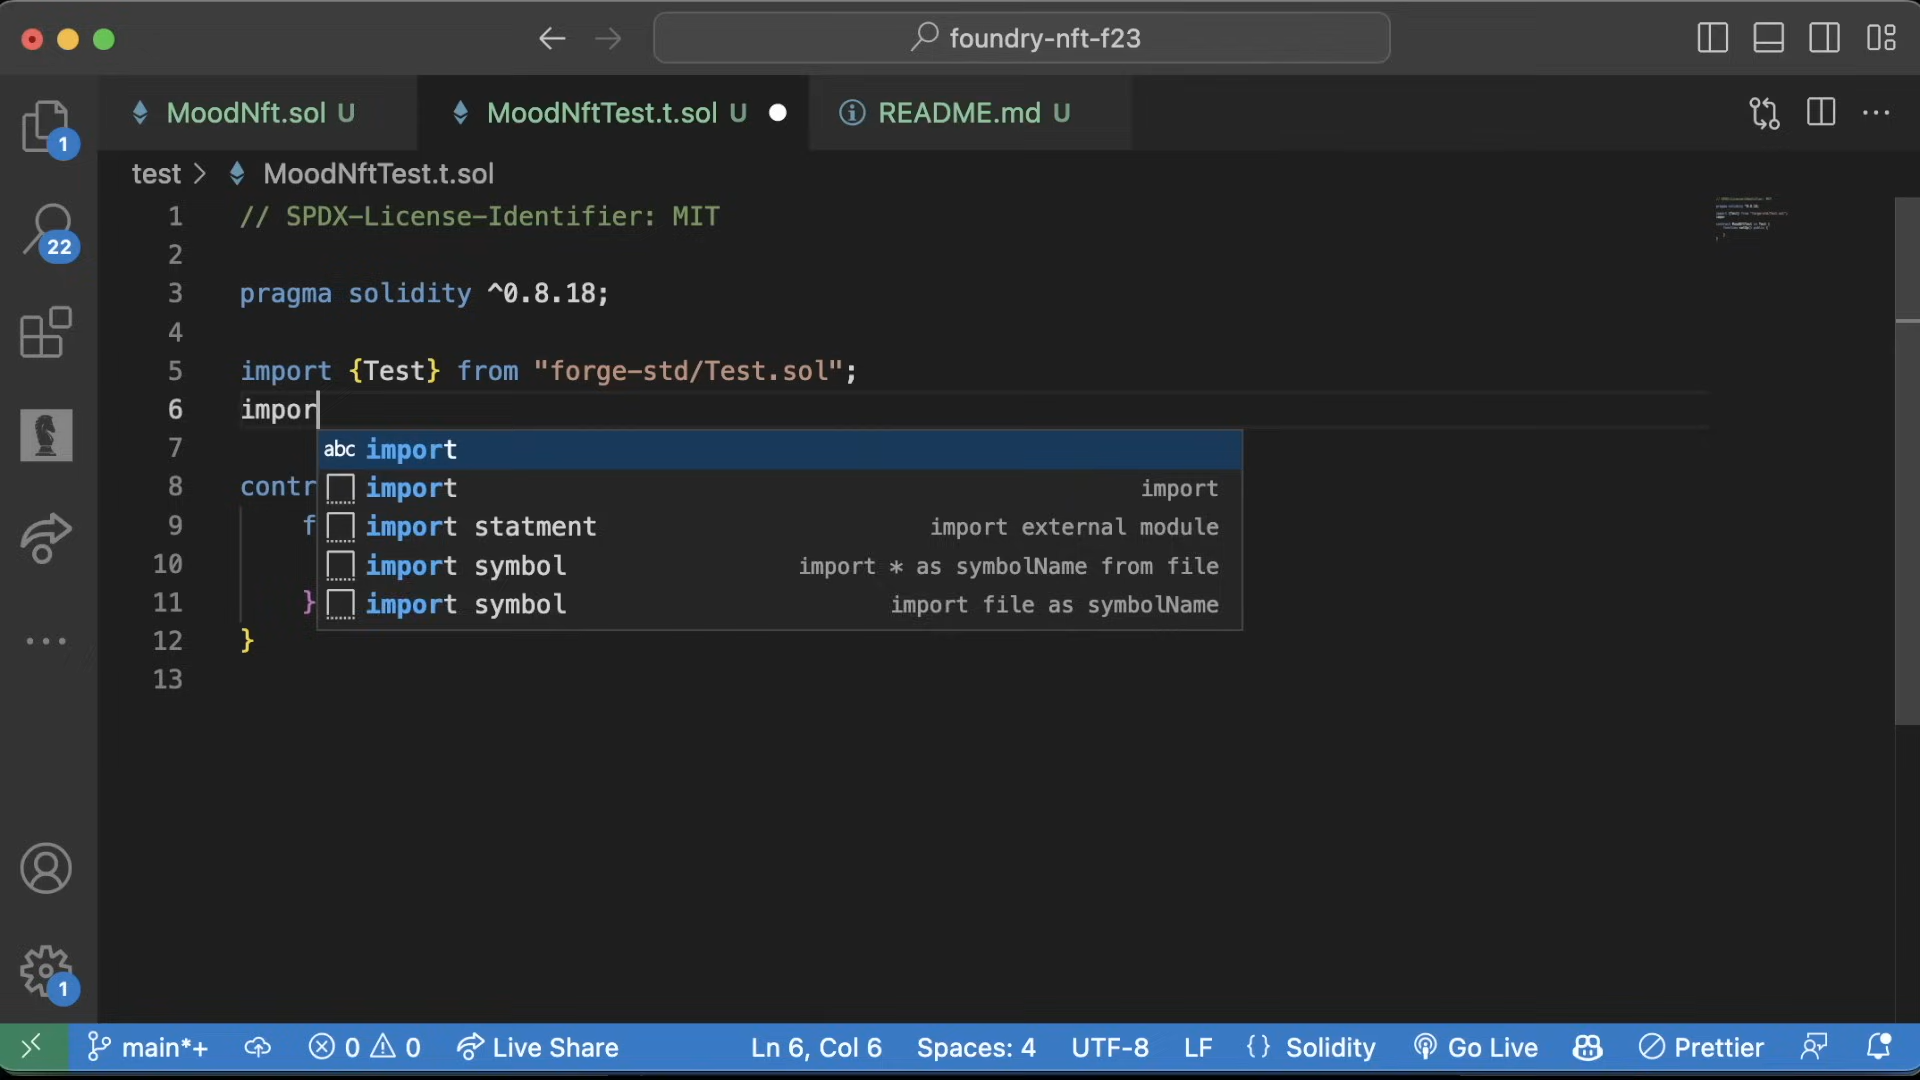 foundry-nft-f23
MoodNft.sol U
MoodNftTest.t.sol U
README.md U
test > MoodNftTest.t.sol
1 // SPDX-License-Identifier: MIT
2
3 pragma solidity ^0.8.18;
4
5 import {Test} from "forge-std/Test.sol";
6 impor
7 abc import
8 contr import import
9 f import statment import external module
10 import symbol import * as symbolName from file
11 } import symbol import file as symbolName
12 }
13
1
22
1
main*+ 0 0 Live Share Ln 6, Col 6 Spaces: 4 UTF-8 LF {} Solidity Go Live Prettier